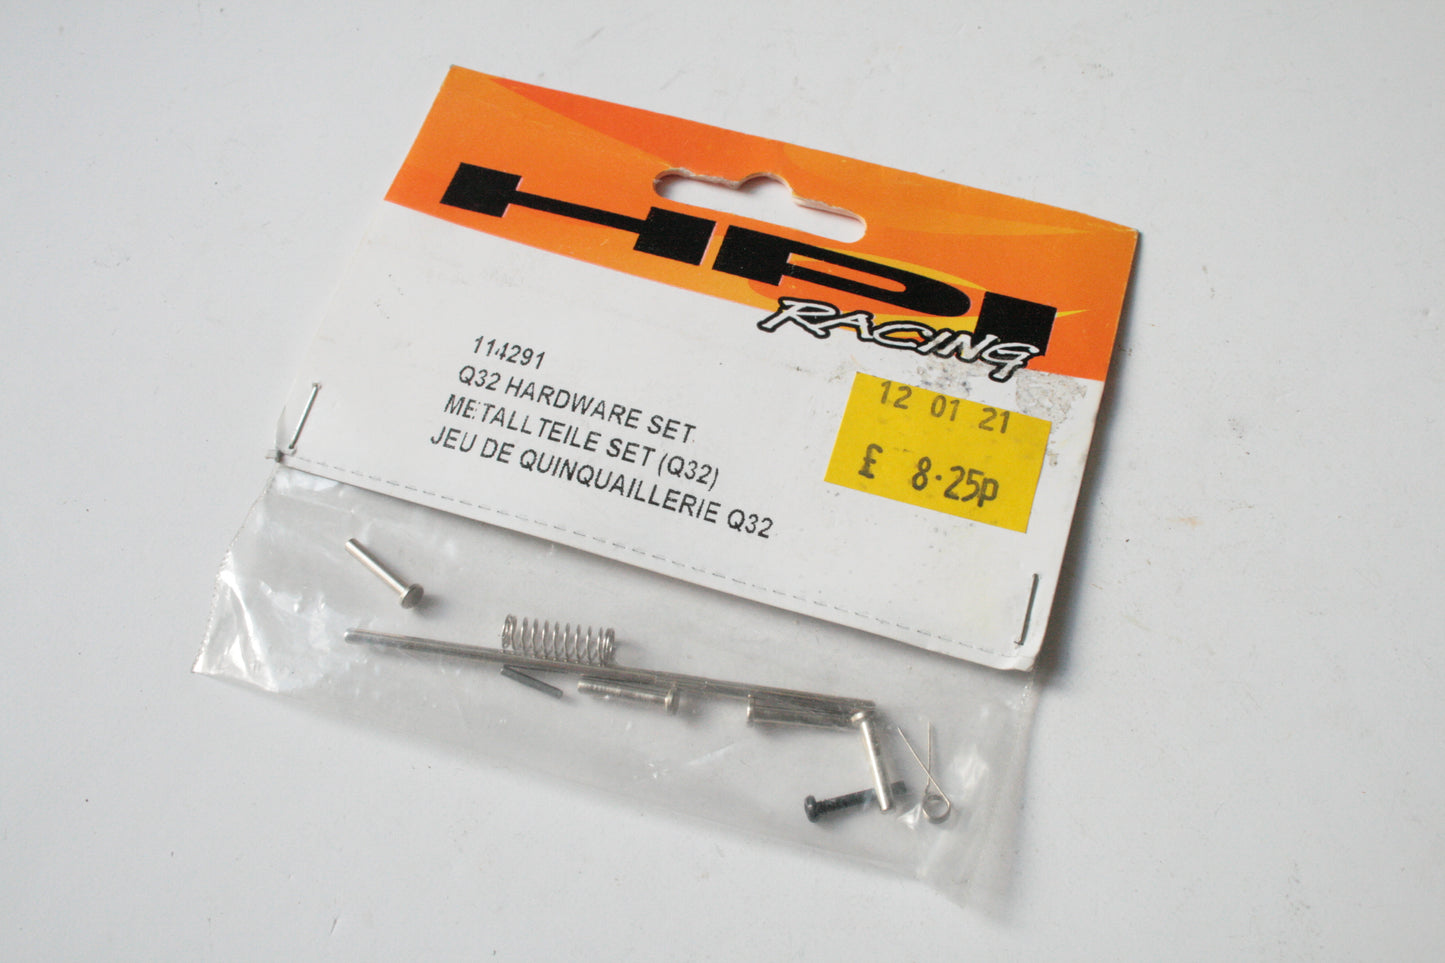 HPI
RACING
114291
Q32 HARDWARE SET
METALLTEILE SET (Q32)
JEU DE QUINQUAILLERIE Q32
12 01 21
£ 8.25p